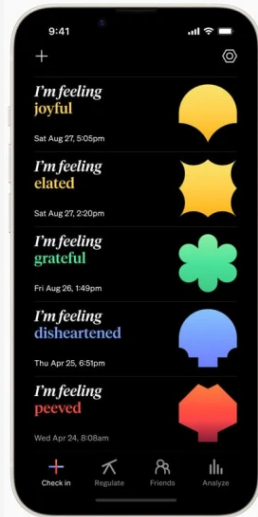 9:41
I'm feeling
joyful
Sat Aug 27, 5:05pm
I'm feeling
elated
Sat Aug 27, 2:20pm
I'm feeling
grateful
Fri Aug 26, 1:49pm
I'm feeling
disheartened
Thu Apr 25, 6:51pm
I'm feeling
peeved
Wed Apr 24, 8:08am
Check in Regulate Friends Analyze